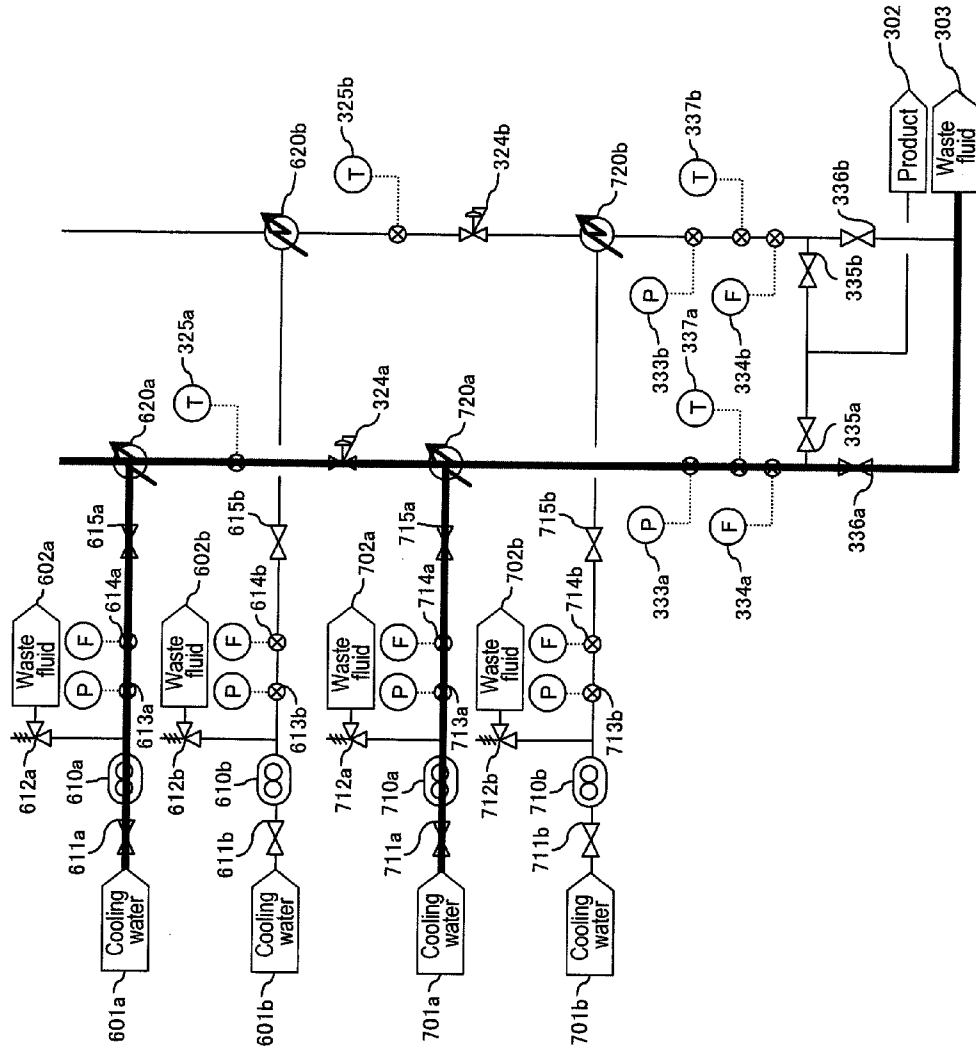 601a
Cooling
water
611a
610a
612a
Waste
fluid
602a
P
F
613a
614a
615a
620a
T
325a
601b
Cooling
water
611b
610b
612b
Waste
fluid
602b
P
F
613b
614b
615b
620b
T
325b
324a
324b
701a
Cooling
water
711a
710a
712a
Waste
fluid
702a
P
F
713a
714a
715a
720a
701b
Cooling
water
711b
710b
712b
Waste
fluid
702b
P
F
713b
714b
715b
720b
P
333a
F
334a
T
337a
335a
336a
P
333b
F
334b
T
337b
335b
336b
Product
302
Waste
fluid
303